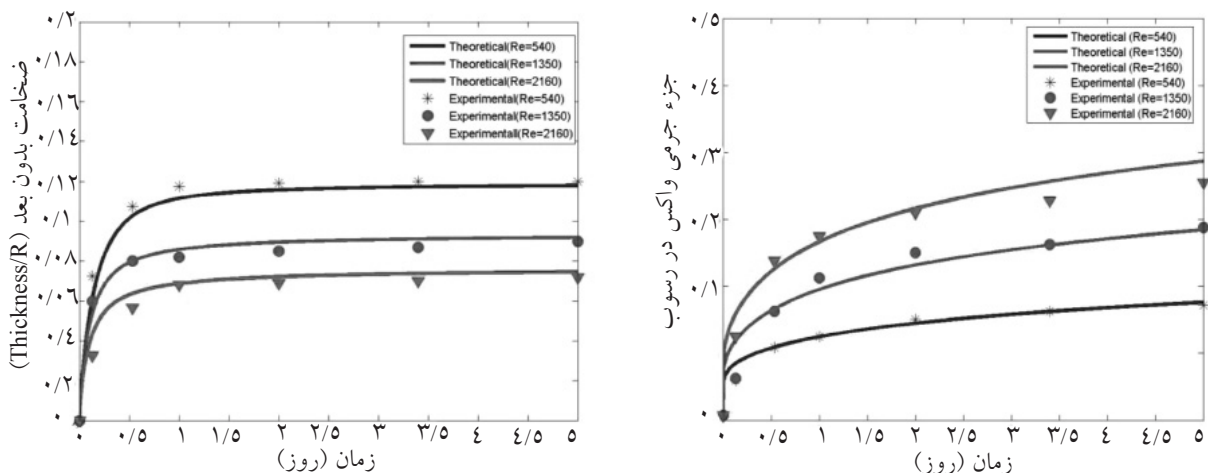 ضخامت بدون بعد (Thickness/R)
۰/۲
۰/۱۸
۰/۱۶
۰/۱۴
۰/۱۲
۰/۱
۰/۰۸
۰/۰۶
۰/۴
۰/۲
۰
Theoretical(Re=540)
Theoretical(Re=1350)
Theoretical(Re=2160)
Experimental(Re=540)
Experimental(Re=1350)
Experimentall(Re=2160)
۰ ۰/۵ ۱ ۱/۵ ۲ ۲/۵ ۳ ۳/۵ ۴ ۴/۵ ۵
زمان (روز)
جزء جرمی واکس در رسوب
۰/۵
۰/۴
۰/۳
۰/۲
۰/۱
۰
Theoretical (Re=540)
Theoretical (Re=1350)
Theoretical (Re=2160)
Experimental (Re=540)
Experimental (Re=1350)
Experimental (Re=2160)
۰ ۰/۵ ۱ ۱/۵ ۲ ۲/۵ ۳ ۳/۵ ۴ ۴/۵ ۵
زمان (روز)